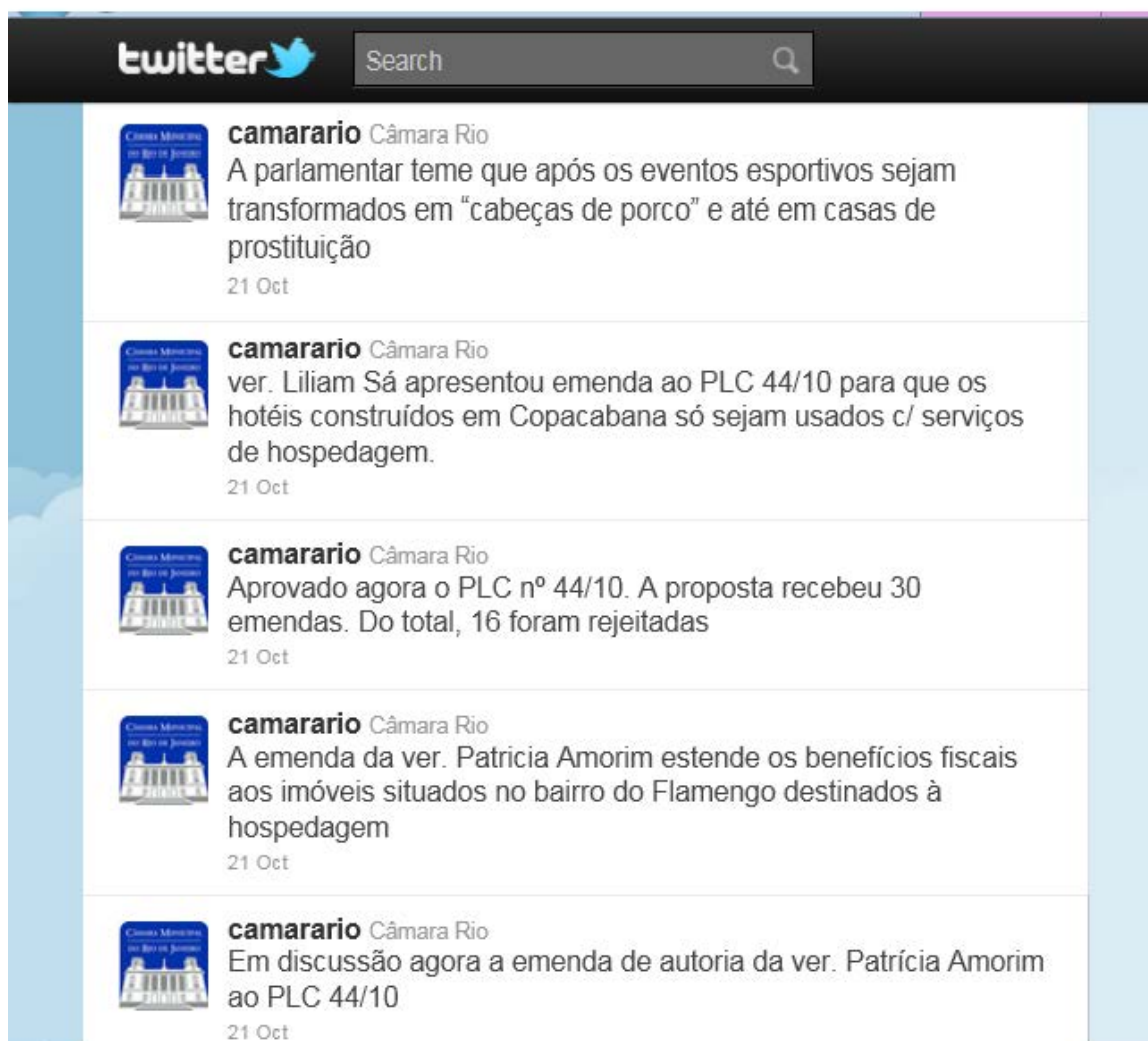 twitter Search
camarario Câmara Rio
A parlamentar teme que após os eventos esportivos sejam
transformados em “cabeças de porco” e até em casas de
prostituição
21 Oct
camarario Câmara Rio
ver. Liliam Sá apresentou emenda ao PLC 44/10 para que os
hotéis construídos em Copacabana só sejam usados c/ serviços
de hospedagem.
21 Oct
camarario Câmara Rio
Aprovado agora o PLC nº 44/10. A proposta recebeu 30
emendas. Do total, 16 foram rejeitadas
21 Oct
camarario Câmara Rio
A emenda da ver. Patricia Amorim estende os benefícios fiscais
aos imóveis situados no bairro do Flamengo destinados à
hospedagem
21 Oct
camarario Câmara Rio
Em discussão agora a emenda de autoria da ver. Patrícia Amorim
ao PLC 44/10
21 Oct